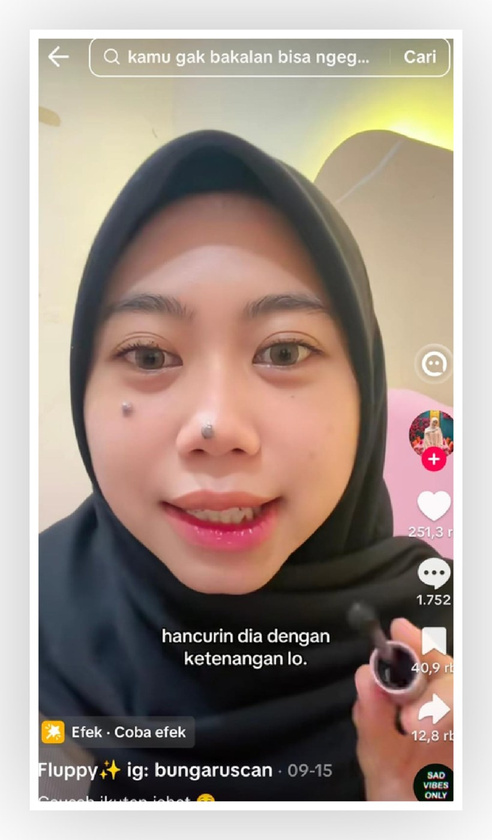 kamu gak bakalan bisa ngeg... Cari
251,3 r
1.752
hancurin dia dengan
ketenangan lo.
40,9 rb
12,8 rb
Efek · Coba efek
Fluppy✨ ig: bungaruscan · 09-15
SAD
VIBES
ONLY